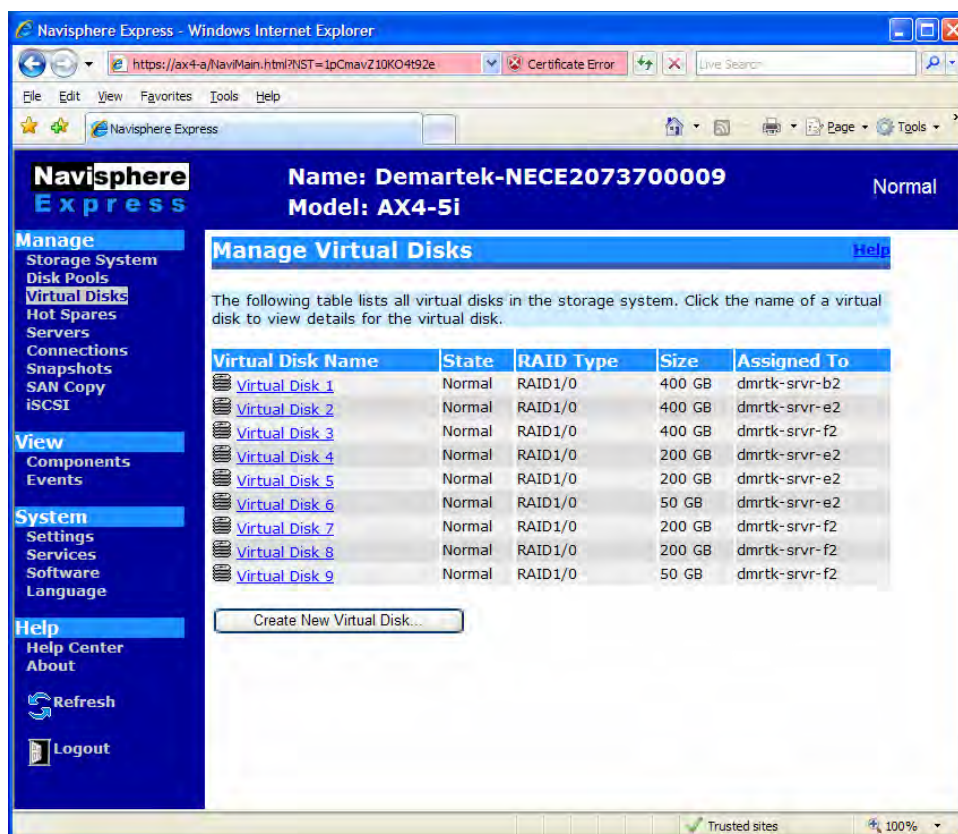 Navisphere Express - Windows Internet Explorer
https://ax4-a/NaviMain.html?NST=1pCmavZ10KO4t92e
Certificate Error
Live Search
File Edit View Favorites Tools Help
Navisphere Express
Page Tools
Navisphere
Express
Name: Demartek-NECE2073700009
Model: AX4-5i
Normal
Manage
Storage System
Disk Pools
Virtual Disks
Hot Spares
Servers
Connections
Snapshots
SAN Copy
iSCSI
View
Components
Events
System
Settings
Services
Software
Language
Help
Help Center
About
Refresh
Logout
Manage Virtual Disks
Help
The following table lists all virtual disks in the storage system. Click the name of a virtual
disk to view details for the virtual disk.
Virtual Disk Name State RAID Type Size Assigned To
Virtual Disk 1 Normal RAID1/0 400 GB dmrtk-srvr-b2
Virtual Disk 2 Normal RAID1/0 400 GB dmrtk-srvr-e2
Virtual Disk 3 Normal RAID1/0 400 GB dmrtk-srvr-f2
Virtual Disk 4 Normal RAID1/0 200 GB dmrtk-srvr-e2
Virtual Disk 5 Normal RAID1/0 200 GB dmrtk-srvr-e2
Virtual Disk 6 Normal RAID1/0 50 GB dmrtk-srvr-e2
Virtual Disk 7 Normal RAID1/0 200 GB dmrtk-srvr-f2
Virtual Disk 8 Normal RAID1/0 200 GB dmrtk-srvr-f2
Virtual Disk 9 Normal RAID1/0 50 GB dmrtk-srvr-f2
Create New Virtual Disk...
Trusted sites
100%